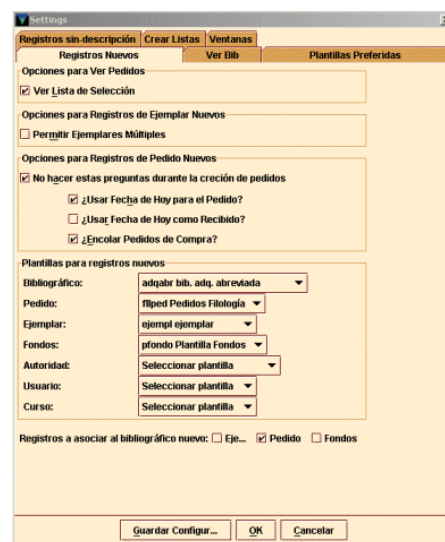 Settings
Registros sin-descripción Crear Listas Ventanas
Registros Nuevos Ver Bib Plantillas Preferidas
Opciones para Ver Pedidos
Ver Lista de Selección
Opciones para Registros de Ejemplar Nuevos
Permitir Ejemplares Múltiples
Opciones para Registros de Pedido Nuevos
No hacer estas preguntas durante la creción de pedidos
¿Usar Fecha de Hoy para el Pedido?
¿Usar Fecha de Hoy como Recibido?
¿Encolar Pedidos de Compra?
Plantillas para registros nuevos
Bibliográfico: adqabr bib. adq. abreviada
Pedido: filped Pedidos Filología
Ejemplar: ejempl ejemplar
Fondos: pfondo Plantilla Fondos
Autoridad: Seleccionar plantilla
Usuario: Seleccionar plantilla
Curso: Seleccionar plantilla
Registros a asociar al bibliográfico nuevo: Eje... Pedido Fondos
Guardar Configur... OK Cancelar